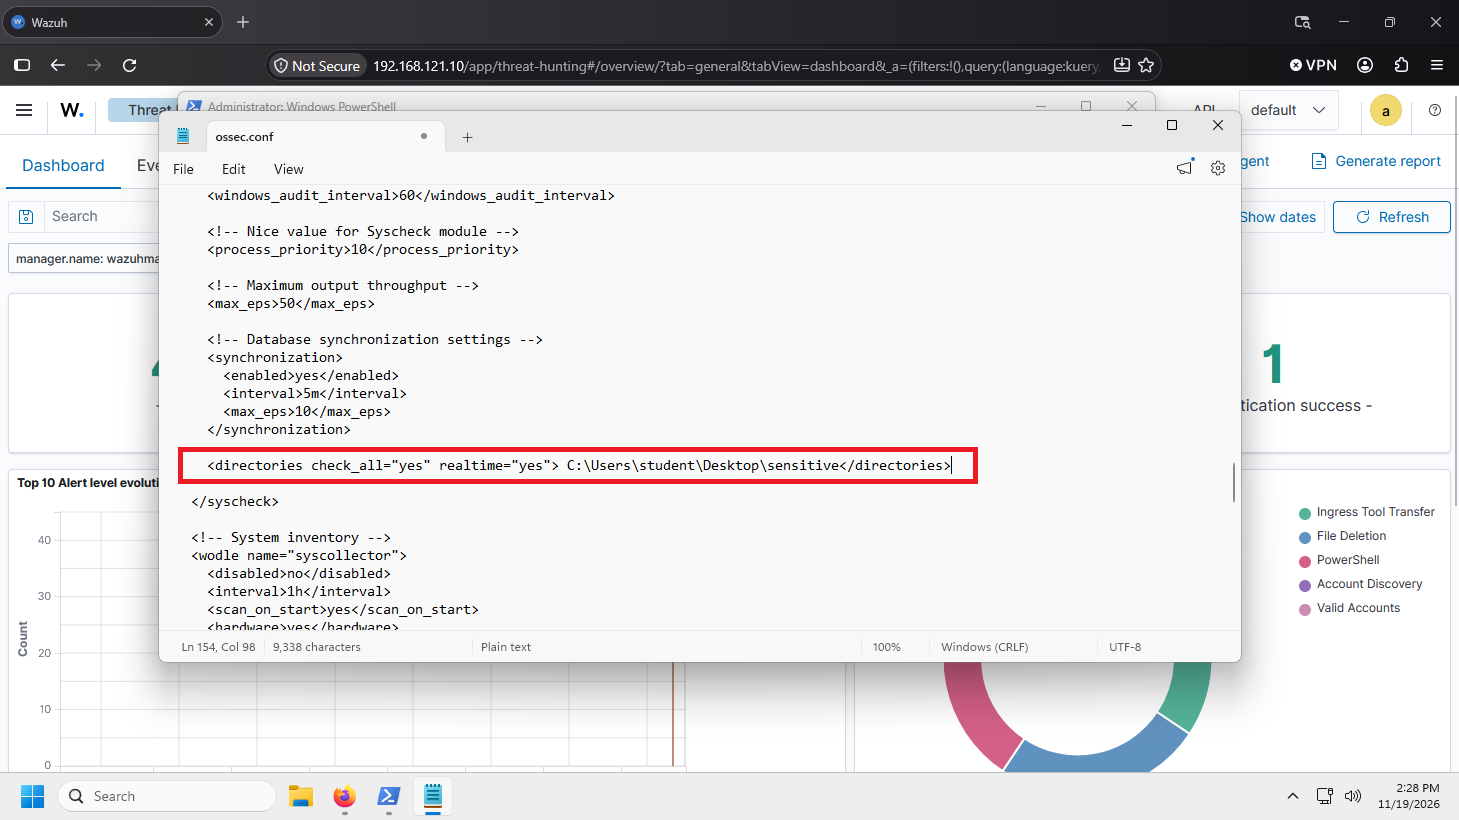 Wazuh
Not Secure 192.168.121.10/app/threat-hunting#/overview/?tab=general&tabView=dashboard&_a=(filters:!(),query:(language:kuery,
VPN
W. Threat
Administrator: Windows PowerShell
API
default
a
ossec.conf
Dashboard
Generate report
File Edit View
Search
Show dates
Refresh
manager.name:
<windows_audit_interval>60</windows_audit_interval>
<!-- Nice value for Syscheck module -->
<process_priority>10</process_priority>
<!-- Maximum output throughput -->
<max_eps>50</max_eps>
<!-- Database synchronization settings -->
<synchronization>
<enabled>yes</enabled>
<interval>5m</interval>
<max_eps>10</max_eps>
</synchronization>
<directories check_all="yes" realtime="yes"> C:\Users\student\Desktop\sensitive</directories>
</syscheck>
<!-- System inventory -->
<wodle name="syscollector">
<disabled>no</disabled>
<interval>1h</interval>
<scan_on_start>yes</scan_on_start>
<hardware>yes</hardware>
Ln 154, Col 98 9,338 characters Plain text 100% Windows (CRLF) UTF-8
1
success -
Top 10 Alert level
40
30
20
10
0
Count
Ingress Tool Transfer
File Deletion
PowerShell
Account Discovery
Valid Accounts
Search
2:28 PM
11/19/2026